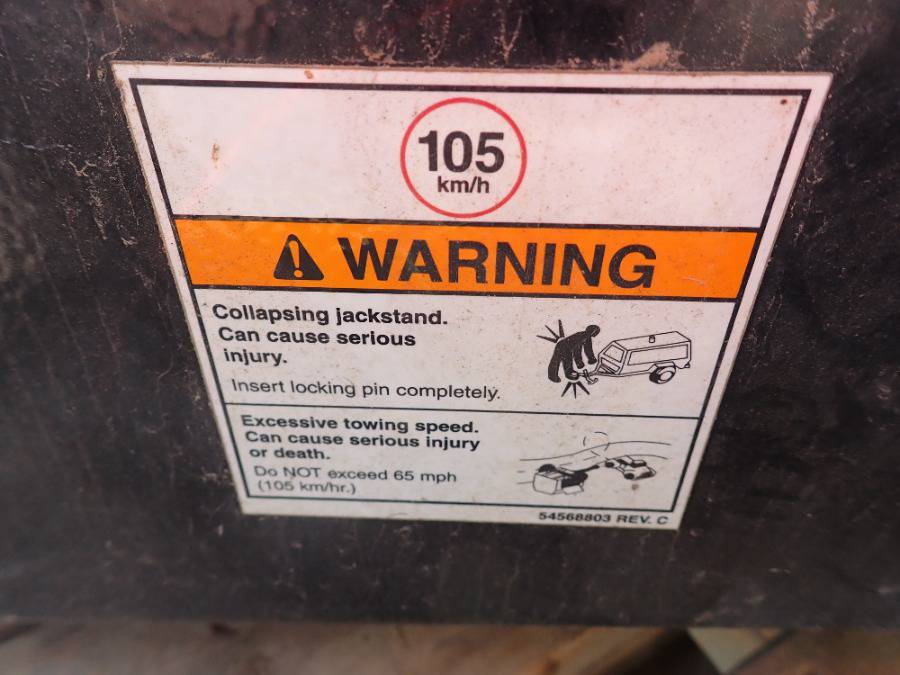 105
km/h
WARNING
Collapsing jackstand.
Can cause serious
injury.
Insert locking pin completely.
Excessive towing speed.
Can cause serious injury
or death.
Do NOT exceed 65 mph
(105 km/hr.)
54568803 REV. C